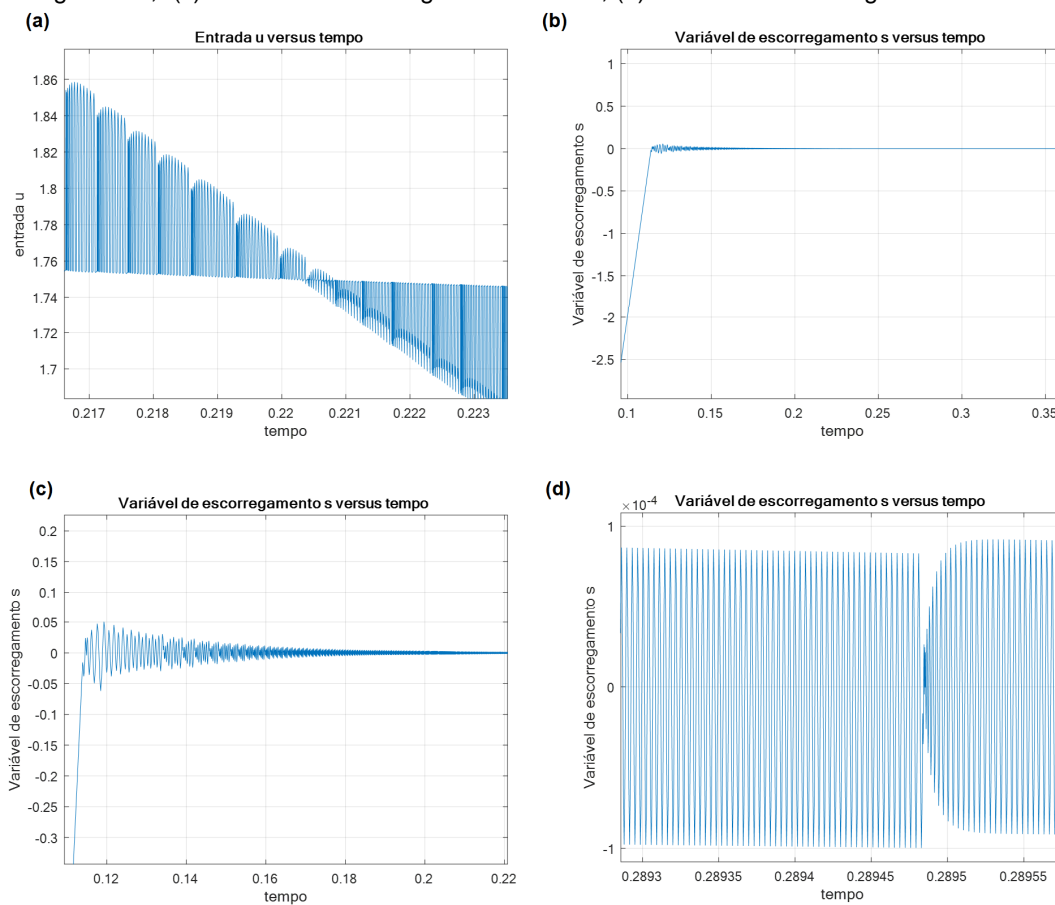 (a)
Entrada u versus tempo
1.86
1.84
1.82
1.8
1.78
1.76
1.74
1.72
1.7
0.217 0.218 0.219 0.22 0.221 0.222 0.223
entrada u
tempo
(b)
Variável de escorregamento s versus tempo
1
0.5
0
-0.5
-1
-1.5
-2
-2.5
0.1 0.15 0.2 0.25 0.3 0.35
Variável de escorregamento s
tempo
(c)
Variável de escorregamento s versus tempo
0.2
0.15
0.1
0.05
0
-0.05
-0.1
-0.15
-0.2
-0.25
-0.3
0.12 0.14 0.16 0.18 0.2 0.22
Variável de escorregamento s
tempo
(d)
Variável de escorregamento s versus tempo
×10⁻⁴
1
0
-1
0.2893 0.28935 0.2894 0.28945 0.2895 0.28955
Variável de escorregamento s
tempo